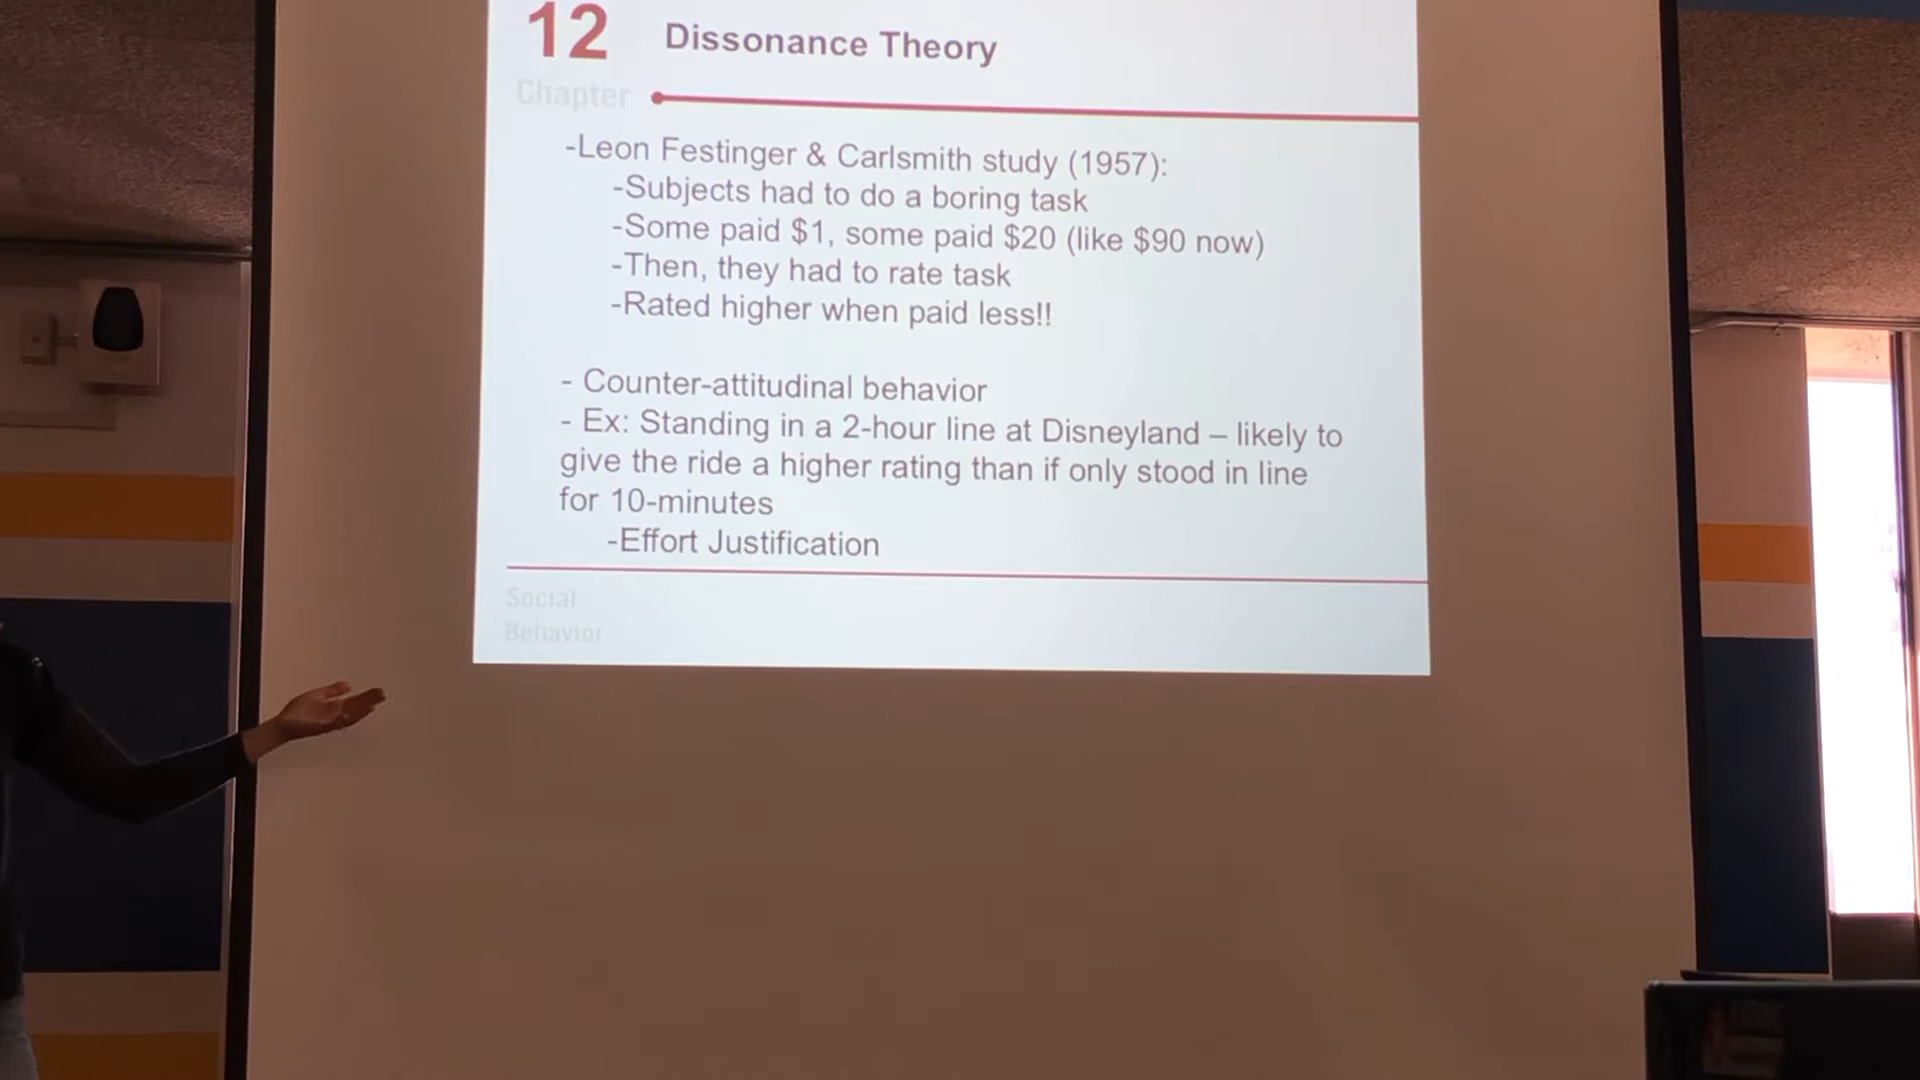 12 Dissonance Theory
Chapter
-Leon Festinger & Carlsmith study (1957):
-Subjects had to do a boring task
-Some paid $1, some paid $20 (like $90 now)
-Then, they had to rate task
-Rated higher when paid less!!
- Counter-attitudinal behavior
- Ex: Standing in a 2-hour line at Disneyland – likely to
give the ride a higher rating than if only stood in line
for 10-minutes
-Effort Justification
Social
Behavior